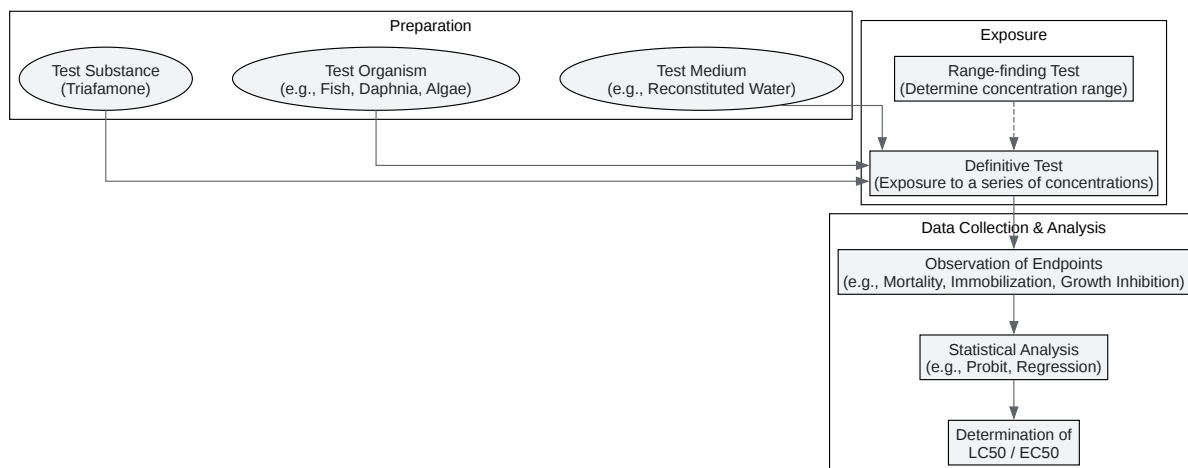 Preparation
Test Substance
(Triafamone)
Test Organism
(e.g., Fish, Daphnia, Algae)
Test Medium
(e.g., Reconstituted Water)
Exposure
Range-finding Test
(Determine concentration range)
Definitive Test
(Exposure to a series of concentrations)
Data Collection & Analysis
Observation of Endpoints
(e.g., Mortality, Immobilization, Growth Inhibition)
Statistical Analysis
(e.g., Probit, Regression)
Determination of
LC50 / EC50